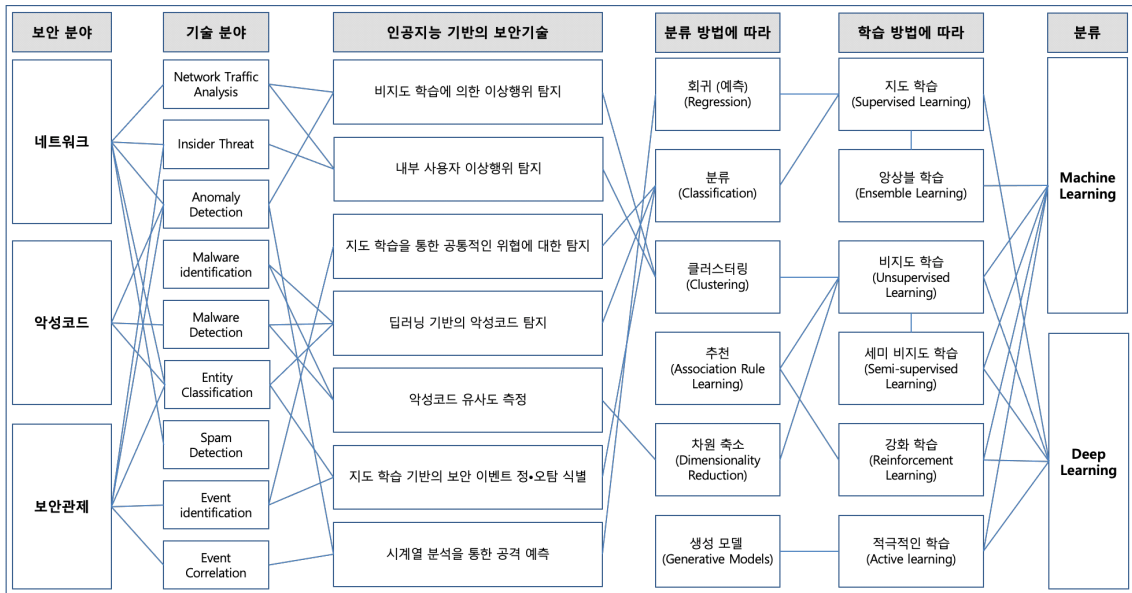 보안 분야
기술 분야
인공지능 기반의 보안기술
분류 방법에 따라
학습 방법에 따라
분류
네트워크
악성코드
보안관제
Network Traffic
Analysis
Insider Threat
Anomaly
Detection
Malware
identification
Malware
Detection
Entity
Classification
Spam
Detection
Event
identification
Event
Correlation
비지도 학습에 의한 이상행위 탐지
내부 사용자 이상행위 탐지
지도 학습을 통한 공통적인 위협에 대한 탐지
딥러닝 기반의 악성코드 탐지
악성코드 유사도 측정
지도 학습 기반의 보안 이벤트 정•오탐 식별
시계열 분석을 통한 공격 예측
회귀 (예측)
(Regression)
분류
(Classification)
클러스터링
(Clustering)
추천
(Association Rule
Learning)
차원 축소
(Dimensionality
Reduction)
생성 모델
(Generative Models)
지도 학습
(Supervised Learning)
앙상블 학습
(Ensemble Learning)
비지도 학습
(Unsupervised
Learning)
세미 비지도 학습
(Semi-supervised
Learning)
강화 학습
(Reinforcement
Learning)
적극적인 학습
(Active learning)
Machine
Learning
Deep
Learning